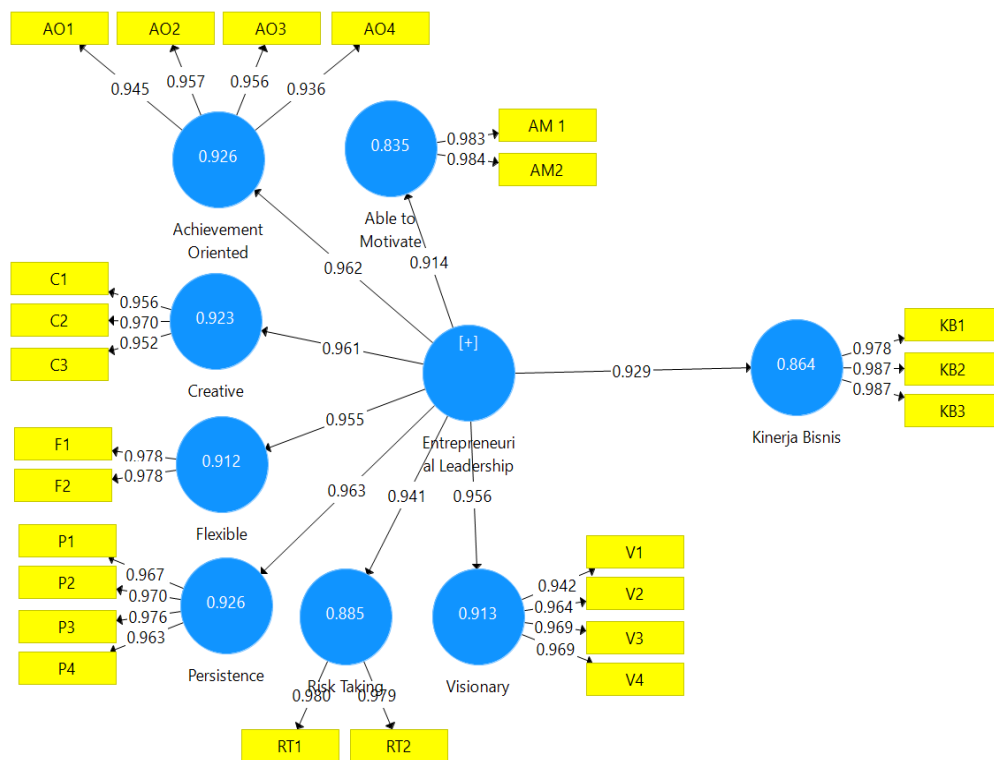 AO1
AO2
AO3
AO4
0.945
0.957
0.956
0.936
0.926
Achievement
Oriented
0.835
Able to
Motivate
0.983
0.984
AM 1
AM2
0.962
0.914
C1
C2
C3
0.956
0.970
0.952
0.923
Creative
0.961
[+]
Entrepreneuri
al Leadership
0.929
0.864
Kinerja Bisnis
0.978
0.987
0.987
KB1
KB2
KB3
F1
F2
0.978
0.978
0.912
Flexible
0.955
0.963
0.941
0.956
P1
P2
P3
P4
0.967
0.970
0.976
0.963
0.926
Persistence
0.885
Risk Taking
0.980
0.979
RT1
RT2
0.913
Visionary
0.942
0.964
0.969
0.969
V1
V2
V3
V4